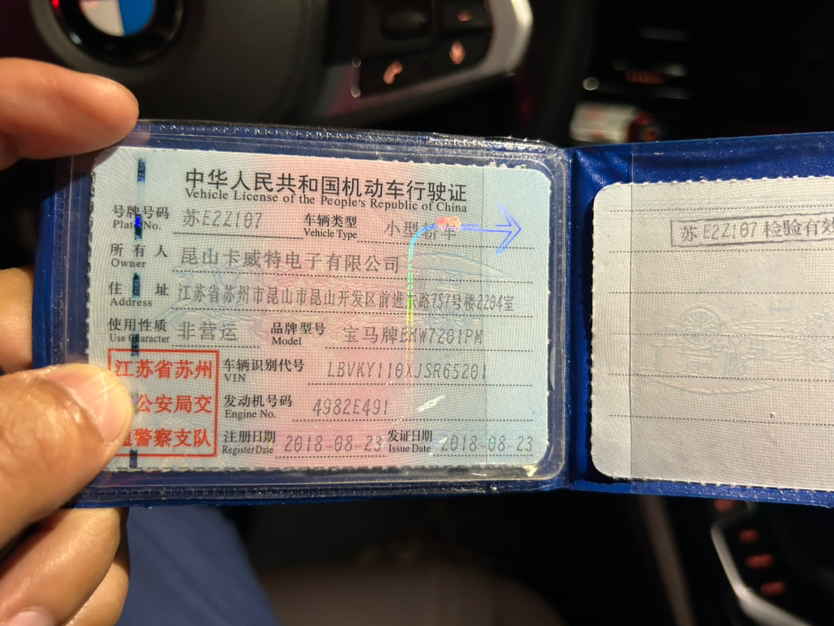 中华人民共和国机动车行驶证
Vehicle License of the People's Republic of China
号牌号码 苏E2Z107 车辆类型 小型轿车
Plate No. Vehicle Type
所有人 昆山卡威特电子有限公司
Owner
住址 江苏省苏州市昆山市昆山开发区前进东路757号楼2204室
Address
使用性质 非营运 品牌型号 宝马牌BMW7201PM
Use Character Model
江苏省苏州
公安局交
警察支队
车辆识别代号 LBVKY110XJSR65201
VIN
发动机号码 4982E491
Engine No.
注册日期 2018-08-23 发证日期 2018-08-23
Register Date Issue Date
苏E2Z107检验有效